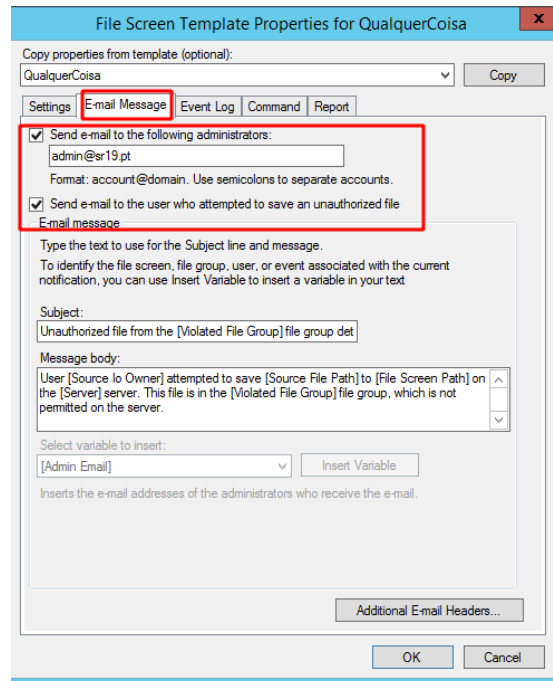 File Screen Template Properties for QualquerCoisa
x
Copy properties from template (optional):
QualquerCoisa
Copy
Settings E-mail Message Event Log Command Report
Send e-mail to the following administrators:
admin@sr19.pt
Format: account@domain. Use semicolons to separate accounts.
Send e-mail to the user who attempted to save an unauthorized file
E-mail message
Type the text to use for the Subject line and message.
To identify the file screen, file group, user, or event associated with the current
notification, you can use Insert Variable to insert a variable in your text
Subject:
Unauthorized file from the [Violated File Group] file group det
Message body:
User [Source Io Owner] attempted to save [Source File Path] to [File Screen Path] on
the [Server] server. This file is in the [Violated File Group] file group, which is not
permitted on the server.
Select variable to insert:
[Admin Email]
Insert Variable
Inserts the e-mail addresses of the administrators who receive the e-mail.
Additional E-mail Headers...
OK
Cancel